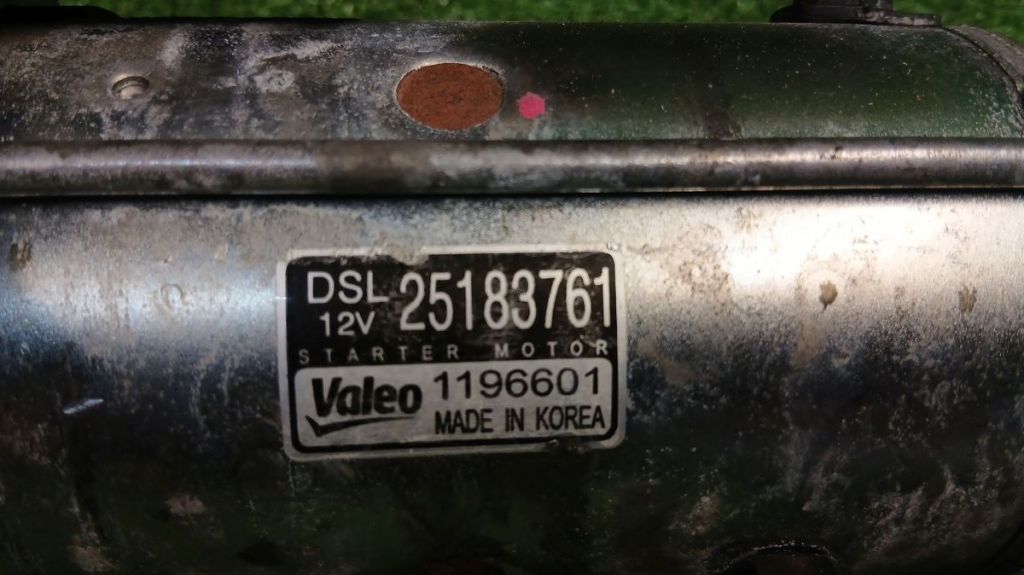 DSL 25183761
12V
STARTER MOTOR
Valeo 1196601
MADE IN KOREA